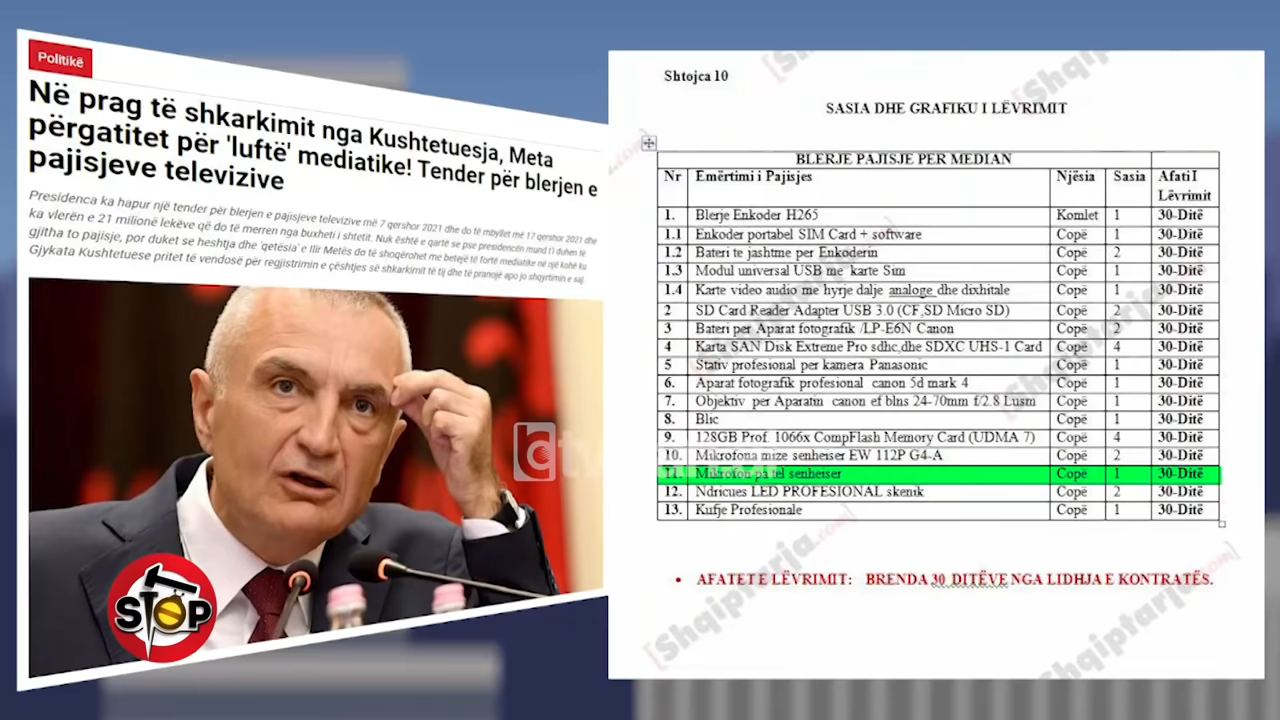 Politikë
Në prag të shkarkimit nga Kushtetuesja, Meta
përgatitet për 'luftë' mediatike! Tender për blerjen e
pajisjeve televizive
Presidenca ka hapur një tender për blerjen e pajisjeve televizive më 7 qershor 2021 dhe do të mbyllet më 17 qershor 2021 dhe
ka vlerën e 21 milionë lekëve që do të merren nga buxheti i shtetit. Nuk është e qartë se pse presidencën mund t'i duhen të
gjitha to pajisje, por duket se heshtja dhe 'qetësia' e Ilir Metës do të shoqërohet me betejë të fortë mediatike në një kohë ku
Gjykata Kushtetuese pritet të vendosë për regjistrimin e çështjes së shkarkimit të tij dhe të pranojë apo jo shqyrtimin e saj.
STOP
Shtojca 10
SASIA DHE GRAFIKU I LËVRIMIT
BLERJE PAJISJE PER MEDIAN
Nr Emërtimi i Pajisjes Njësia Sasia Afati I
Lëvrimit
1. Blerje Enkoder H265 Komlet 1 30-Ditë
1.1 Enkoder portabel SIM Card + software Copë 1 30-Ditë
1.2 Bateri te jashtme per Enkoderin Copë 2 30-Ditë
1.3 Modul universal USB me karte Sim Copë 1 30-Ditë
1.4 Karte video audio me hyrje dalje analoge dhe dixhitale Copë 1 30-Ditë
2 SD Card Reader Adapter USB 3.0 (CF,SD Micro SD) Copë 2 30-Ditë
3 Bateri per Aparat fotografik /LP-E6N Canon Copë 2 30-Ditë
4 Karta SAN Disk Extreme Pro sdhc,dhe SDXC UHS-1 Card Copë 4 30-Ditë
5 Stativ profesional per kamera Panasonic Copë 1 30-Ditë
6. Aparat fotografik profesional canon 5d mark 4 Copë 1 30-Ditë
7. Objektiv per Aparatin canon ef blns 24-70mm f/2.8 Lusm Copë 1 30-Ditë
8. Blic Copë 1 30-Ditë
9. 128GB Prof. 1066x CompFlash Memory Card (UDMA 7) Copë 4 30-Ditë
10. Mikrofona mize senheiser EW 112P G4-A Copë 2 30-Ditë
11. Mikrofon pa tel senheiser Copë 1 30-Ditë
12. Ndricues LED PROFESIONAL skenik Copë 2 30-Ditë
13. Kufje Profesionale Copë 1 30-Ditë
• AFATET E LËVRIMIT: BRENDA 30 DITËVE NGA LIDHJA E KONTRATËS.
[Shqiptarja.com]